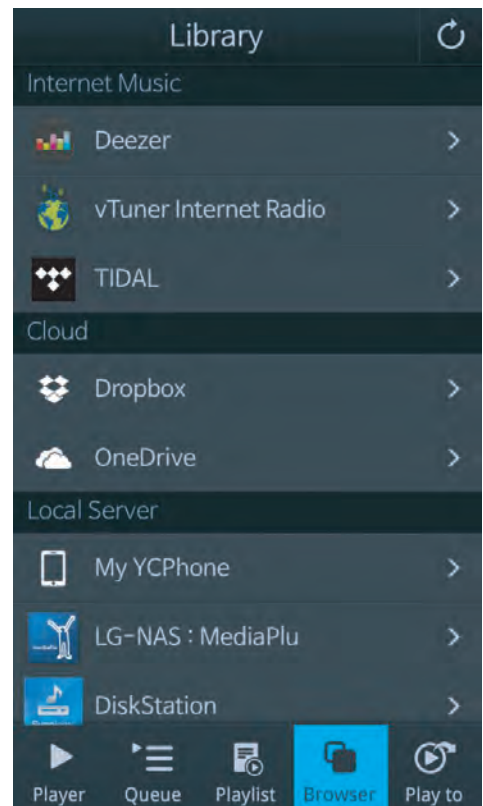 Library
Internet Music
Deezer
vTuner Internet Radio
TIDAL
Cloud
Dropbox
OneDrive
Local Server
My YCPhone
LG-NAS : MediaPlu
DiskStation
Player Queue Playlist Browser Play to